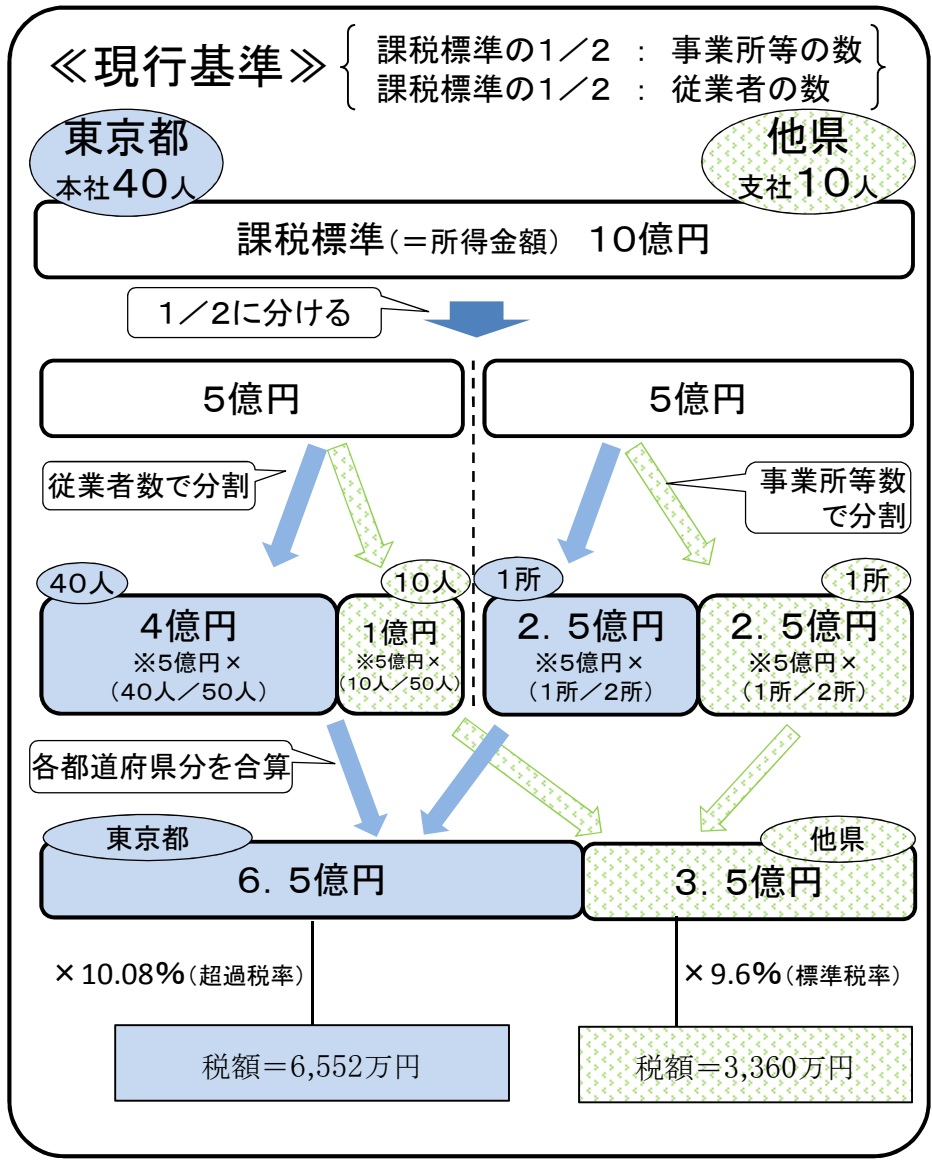 ≪現行基準≫
課税標準の1／2 ： 事業所等の数
課税標準の1／2 ： 従業者の数
東京都
本社40人
他県
支社10人
課税標準（＝所得金額） 10億円
1／2に分ける
5億円
5億円
従業者数で分割
事業所等数
で分割
40人
10人
1所
1所
4億円
※5億円×
（40人／50人）
1億円
※5億円×
（10人／50人）
2．5億円
※5億円×
（1所／2所）
2．5億円
※5億円×
（1所／2所）
各都道府県分を合算
東京都
他県
6．5億円
3．5億円
×10.08%（超過税率）
×9.6%（標準税率）
税額＝6,552万円
税額＝3,360万円